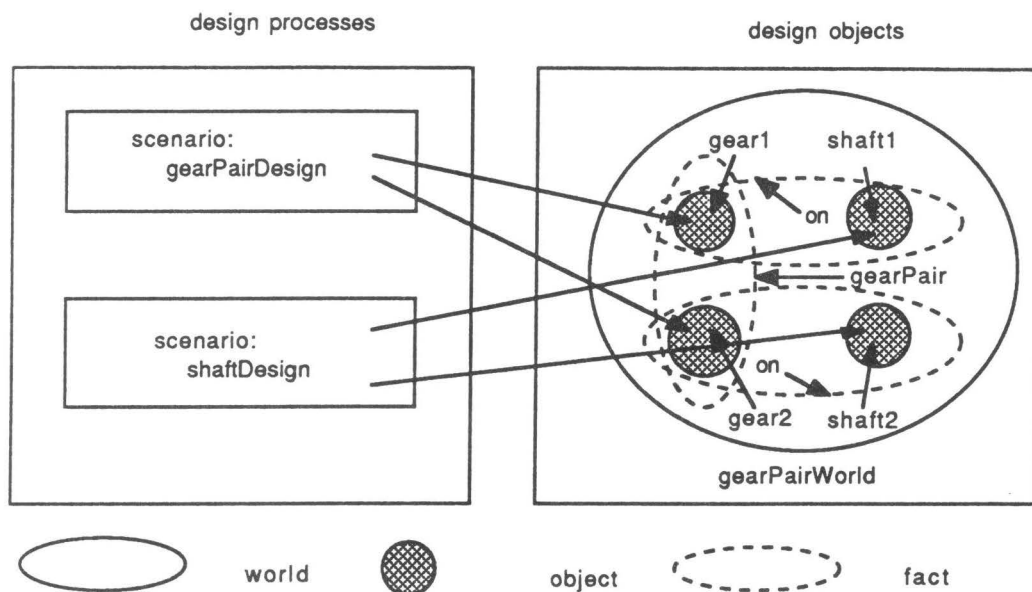 design processes
design objects
scenario:
gearPairDesign
scenario:
shaftDesign
gear1
shaft1
on
gearPair
on
gear2
shaft2
gearPairWorld
world
object
fact